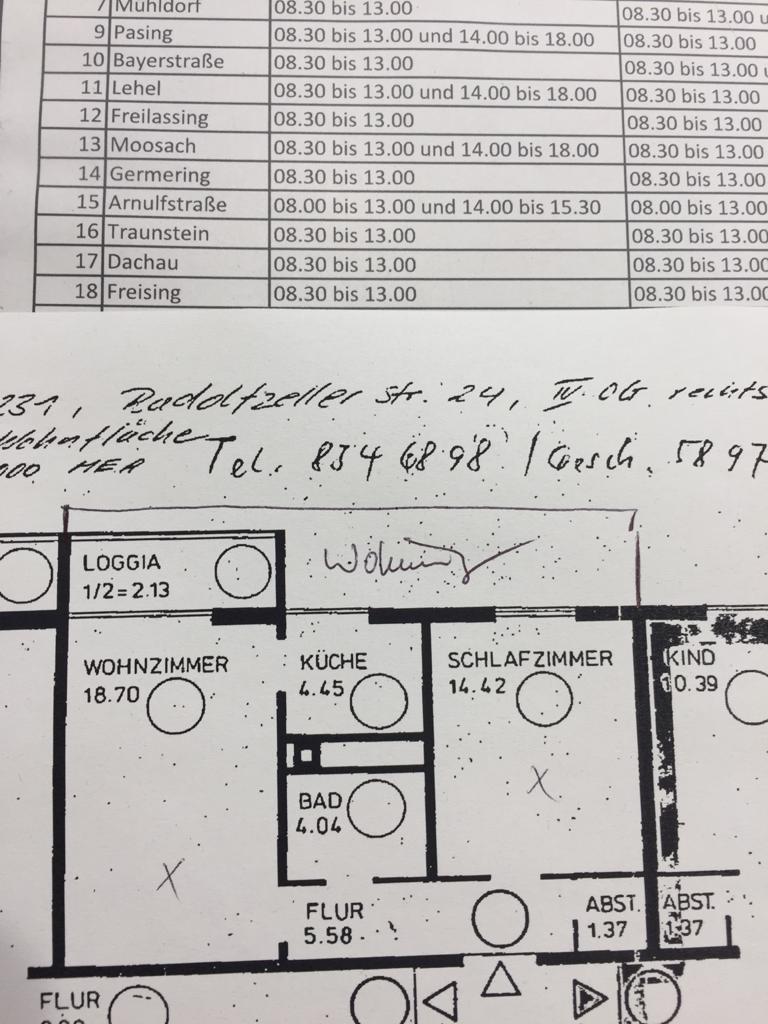 7 Mühldorf 08.30 bis 13.00 08.30 bis 13.00 u
9 Pasing 08.30 bis 13.00 und 14.00 bis 18.00 08.30 bis 13.00
10 Bayerstraße 08.30 bis 13.00 08.30 bis 13.00 u
11 Lehel 08.30 bis 13.00 und 14.00 bis 18.00 08.30 bis 13.00
12 Freilassing 08.30 bis 13.00 08.30 bis 13.00
13 Moosach 08.30 bis 13.00 und 14.00 bis 18.00 08.30 bis 13.00
14 Germering 08.30 bis 13.00 08.30 bis 13.00
15 Arnulfstraße 08.00 bis 13.00 und 14.00 bis 15.30 08.00 bis 13.00
16 Traunstein 08.30 bis 13.00 08.30 bis 13.00
17 Dachau 08.30 bis 13.00 08.30 bis 13.00
18 Freising 08.30 bis 13.00 08.30 bis 13.00
231, Radolfzeller Str. 24, IV. OG rechts
Wohnfläche
Tel. 834 6898 / Gesch. 5897
Wohnung
LOGGIA
1/2=2.13
WOHNZIMMER
18.70
KÜCHE
4.45
SCHLAFZIMMER
14.42
KIND
10.39
BAD
4.04
X
X
FLUR
5.58
ABST.
1.37
ABST.
1.37
FLUR